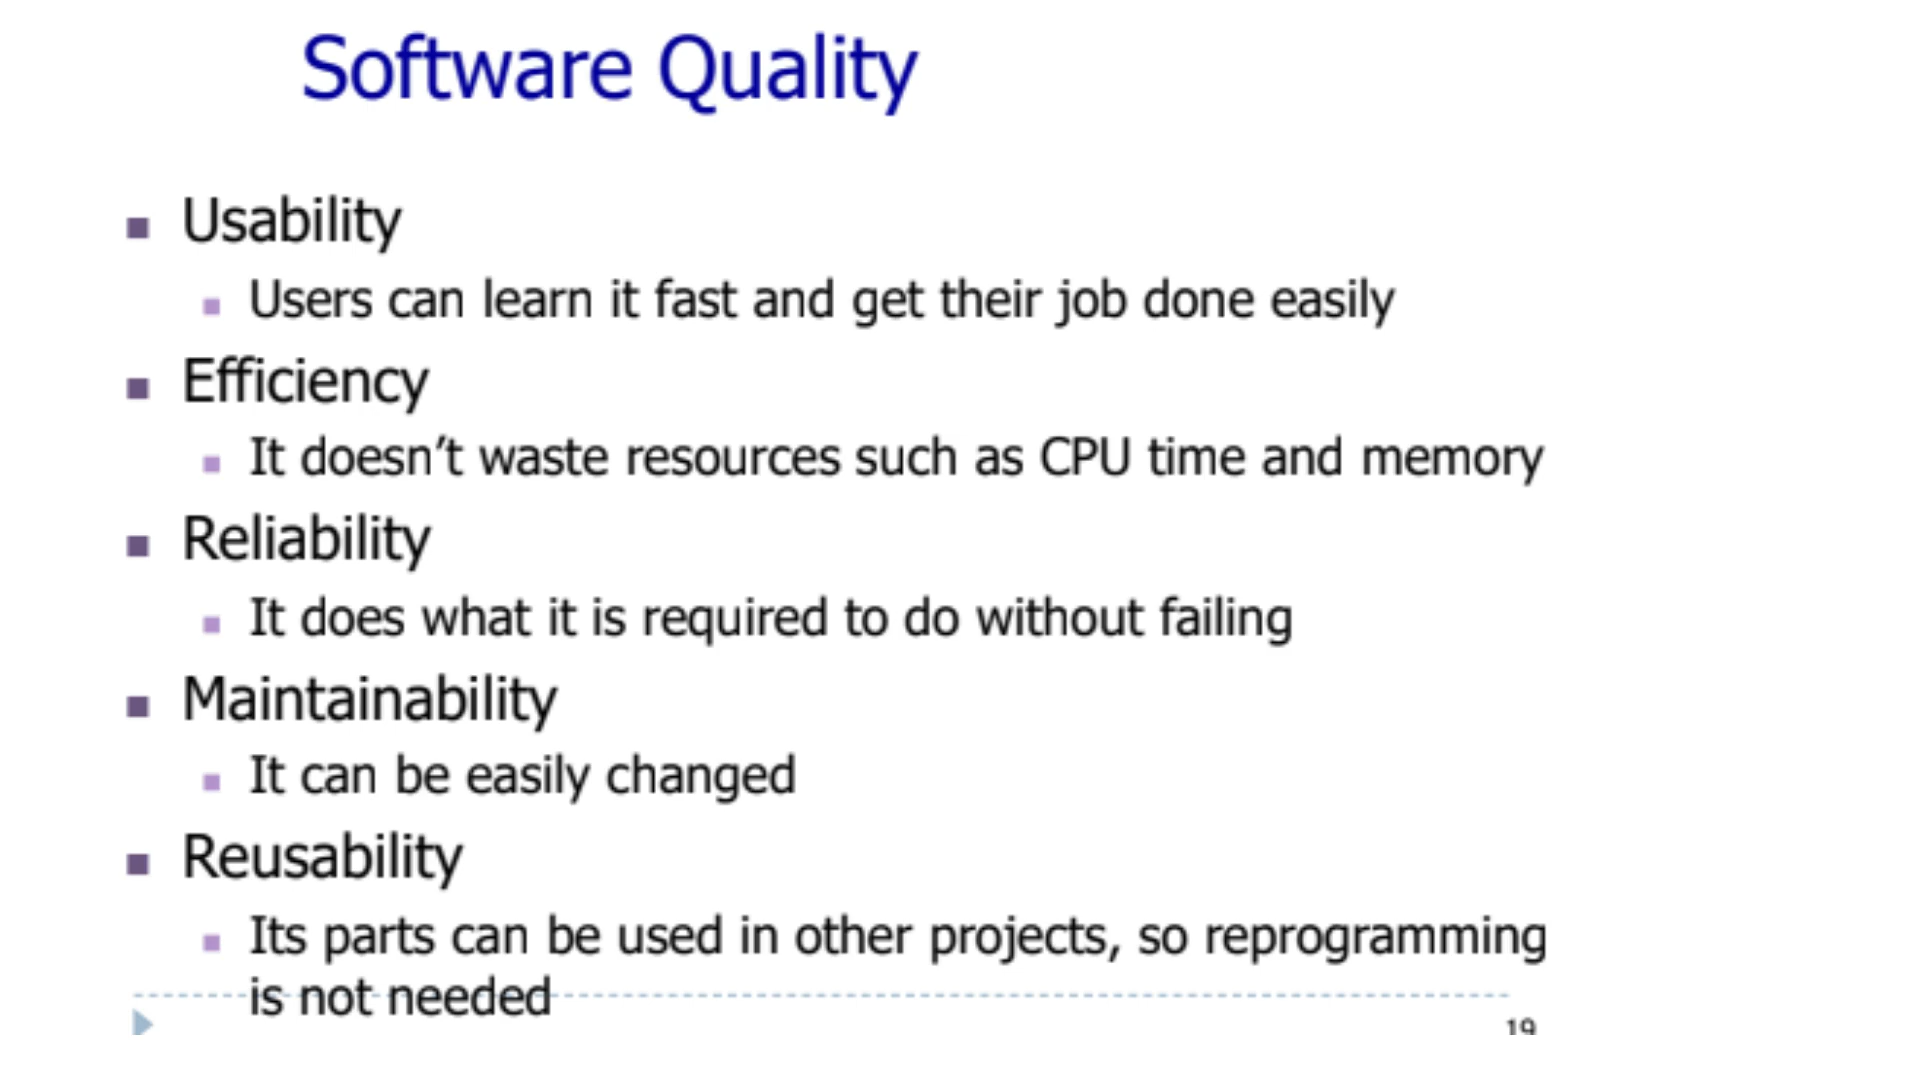 Software Quality
Usability
Users can learn it fast and get their job done easily
Efficiency
It doesn’t waste resources such as CPU time and memory
Reliability
It does what it is required to do without failing
Maintainability
It can be easily changed
Reusability
Its parts can be used in other projects, so reprogramming
is not needed
19